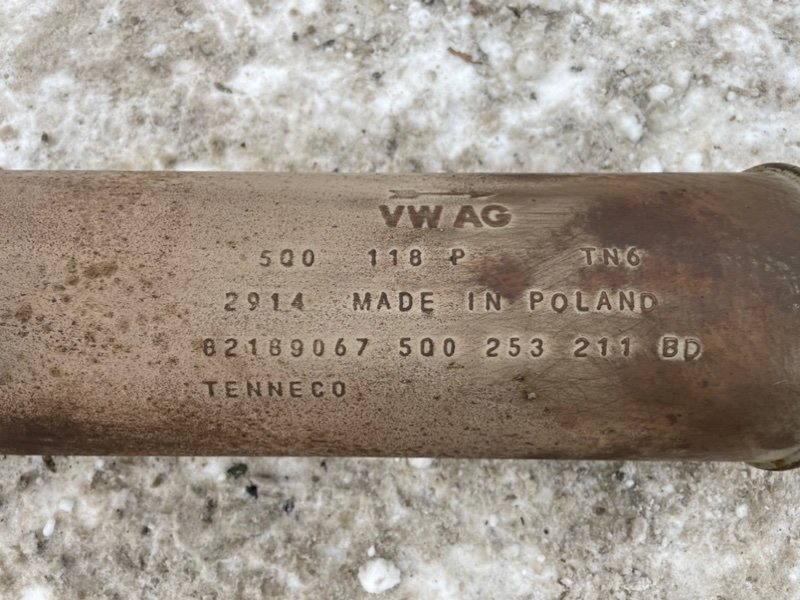 VW AG
5Q0 118 P TN6
2914 MADE IN POLAND
82189067 5Q0 253 211 BD
TENNECO